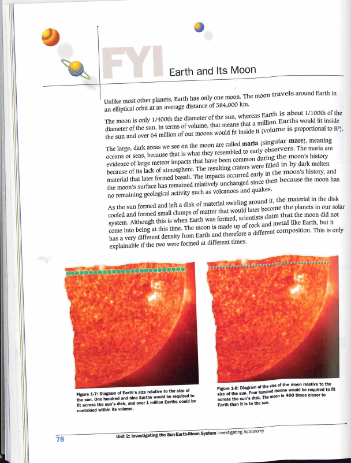 FYI
Earth and Its Moon
Unlike most other planets, Earth has only one moon. The moon travels around Earth in
an elliptical orbit at an average distance of 384,000 km.
The moon is only 1/400th the diameter of the sun, whereas Earth is about 1/100th of the
diameter of the sun. In terms of volume, that means that a million Earths would fit inside
the sun and over 64 million of our moons would fit inside it (volume is proportional to R³).
The large, dark areas we see on the moon are called maria (singular mare), meaning
oceans or seas, because that is what they resembled to early observers. The maria are
evidence of large meteor impacts that have been common during the moon's history
because of its lack of atmosphere. The resulting craters were filled in by dark molten
material that later formed basalt. The impacts occurred early in the moon's history, and
the moon's surface has remained relatively unchanged since then because the moon has
no remaining geological activity such as volcanoes and quakes.
As the sun formed and left a disk of material swirling around it, the material in the disk
cooled and formed small clumps of matter that would later become the planets in our solar
system. Although this is when Earth was formed, scientists claim that the moon did not
come into being at this time. The moon is made up of rock and metal like Earth, but it
has a very different density from Earth and therefore a different composition. This is only
explainable if the two were formed at different times.
Figure 1-7: Diagram of Earth's size relative to the size of
the sun. One hundred and nine Earths would be required to
fit across the sun's disk, and over 1 million Earths could be
contained within its volume.
Figure 1-8: Diagram of the size of the moon relative to the
size of the sun. Four hundred moons would be required to fit
across the sun's disk. The moon is 400 times closer to
Earth than it is to the sun.
78
Unit 2: Investigating the Sun-Earth-Moon System Investigating Astronomy